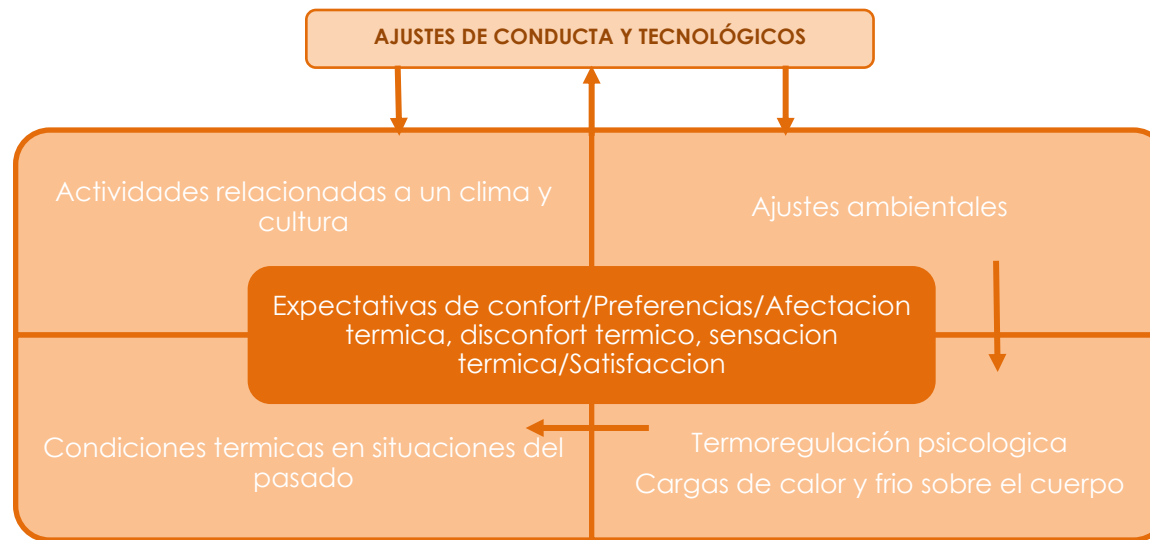 AJUSTES DE CONDUCTA Y TECNOLÓGICOS
Actividades relacionadas a un clima y
cultura
Ajustes ambientales
Expectativas de confort/Preferencias/Afectacion
termica, disconfort termico, sensacion
termica/Satisfaccion
Condiciones termicas en situaciones del
pasado
Termoregulación psicologica
Cargas de calor y frio sobre el cuerpo